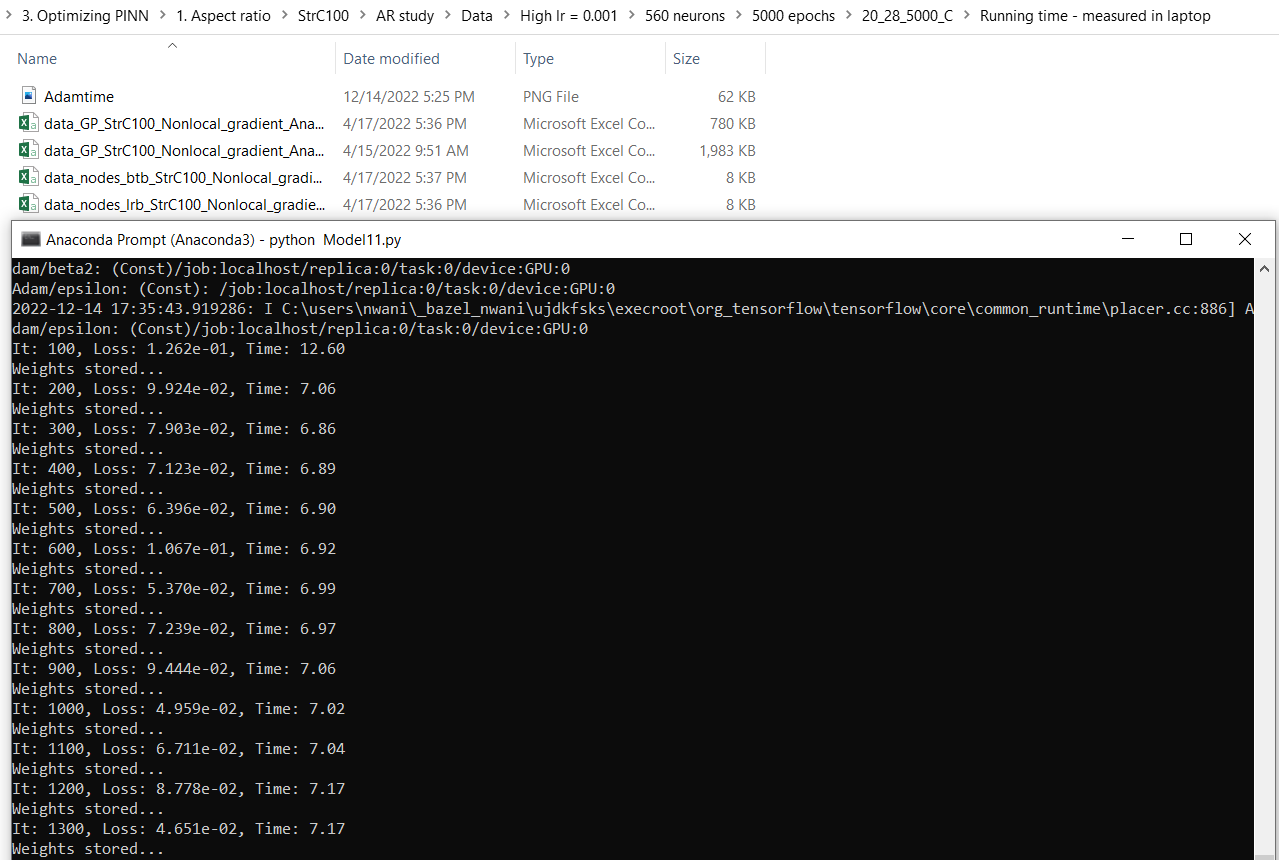 3. Optimizing PINN > 1. Aspect ratio > StrC100 > AR study > Data > High lr = 0.001 > 560 neurons > 5000 epochs > 20_28_5000_C > Running time - measured in laptop
Name Date modified Type Size
Adamtime 12/14/2022 5:25 PM PNG File 62 KB
data_GP_StrC100_Nonlocal_gradient_Ana... 4/17/2022 5:36 PM Microsoft Excel Co... 780 KB
data_GP_StrC100_Nonlocal_gradient_Ana... 4/15/2022 9:51 AM Microsoft Excel Co... 1,983 KB
data_nodes_btb_StrC100_Nonlocal_gradi... 4/17/2022 5:37 PM Microsoft Excel Co... 8 KB
data_nodes_lrb_StrC100_Nonlocal_gradie... 4/17/2022 5:36 PM Microsoft Excel Co... 8 KB
Anaconda Prompt (Anaconda3) - python Model11.py
dam/beta2: (Const)/job:localhost/replica:0/task:0/device:GPU:0
Adam/epsilon: (Const): /job:localhost/replica:0/task:0/device:GPU:0
2022-12-14 17:35:43.919286: I C:\users\nwani\_bazel_nwani\ujdkfsks\execroot\org_tensorflow\tensorflow\core\common_runtime\placer.cc:886] A
dam/epsilon: (Const)/job:localhost/replica:0/task:0/device:GPU:0
It: 100, Loss: 1.262e-01, Time: 12.60
Weights stored...
It: 200, Loss: 9.924e-02, Time: 7.06
Weights stored...
It: 300, Loss: 7.903e-02, Time: 6.86
Weights stored...
It: 400, Loss: 7.123e-02, Time: 6.89
Weights stored...
It: 500, Loss: 6.396e-02, Time: 6.90
Weights stored...
It: 600, Loss: 1.067e-01, Time: 6.92
Weights stored...
It: 700, Loss: 5.370e-02, Time: 6.99
Weights stored...
It: 800, Loss: 7.239e-02, Time: 6.97
Weights stored...
It: 900, Loss: 9.444e-02, Time: 7.06
Weights stored...
It: 1000, Loss: 4.959e-02, Time: 7.02
Weights stored...
It: 1100, Loss: 6.711e-02, Time: 7.04
Weights stored...
It: 1200, Loss: 8.778e-02, Time: 7.17
Weights stored...
It: 1300, Loss: 4.651e-02, Time: 7.17
Weights stored...